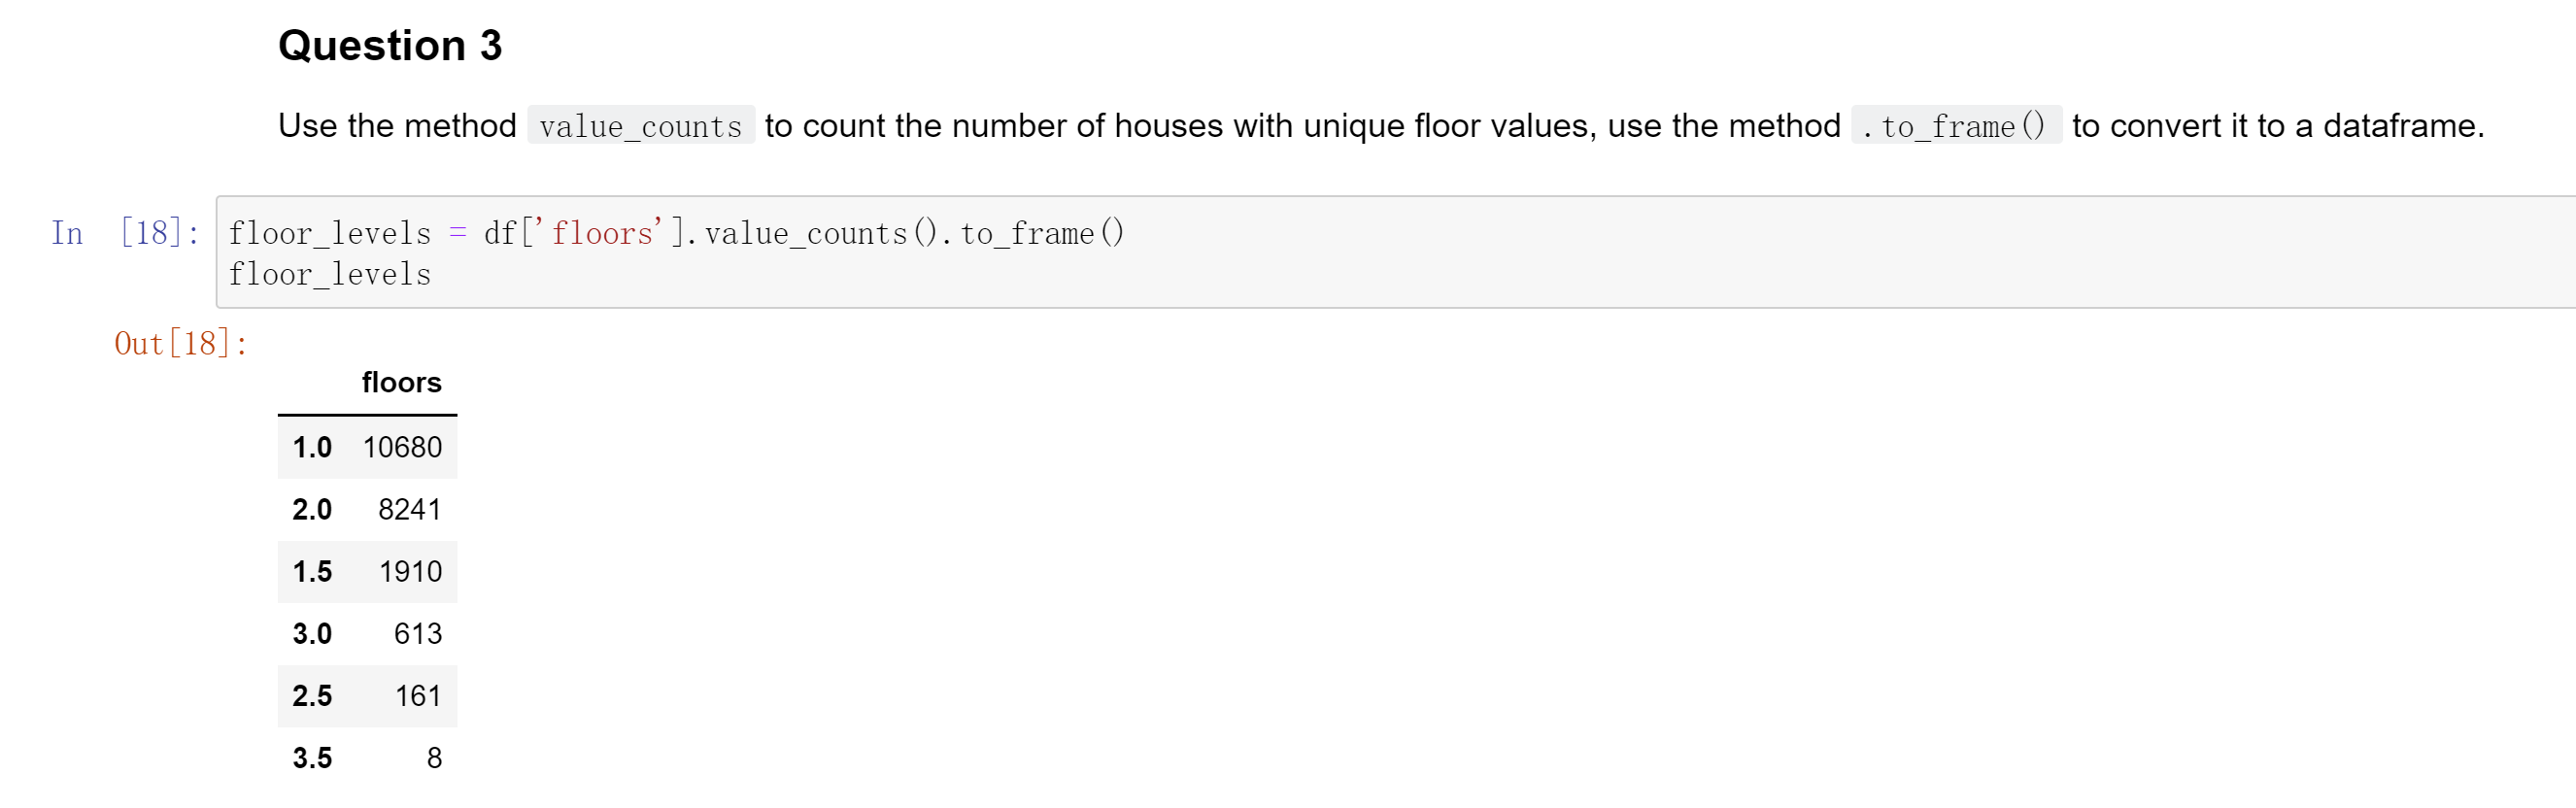 Question 3
Use the method value_counts to count the number of houses with unique floor values, use the method .to_frame() to convert it to a dataframe.
In [18]: floor_levels = df['floors'].value_counts().to_frame()
floor_levels
Out[18]:
floors
1.0 10680
2.0 8241
1.5 1910
3.0 613
2.5 161
3.5 8